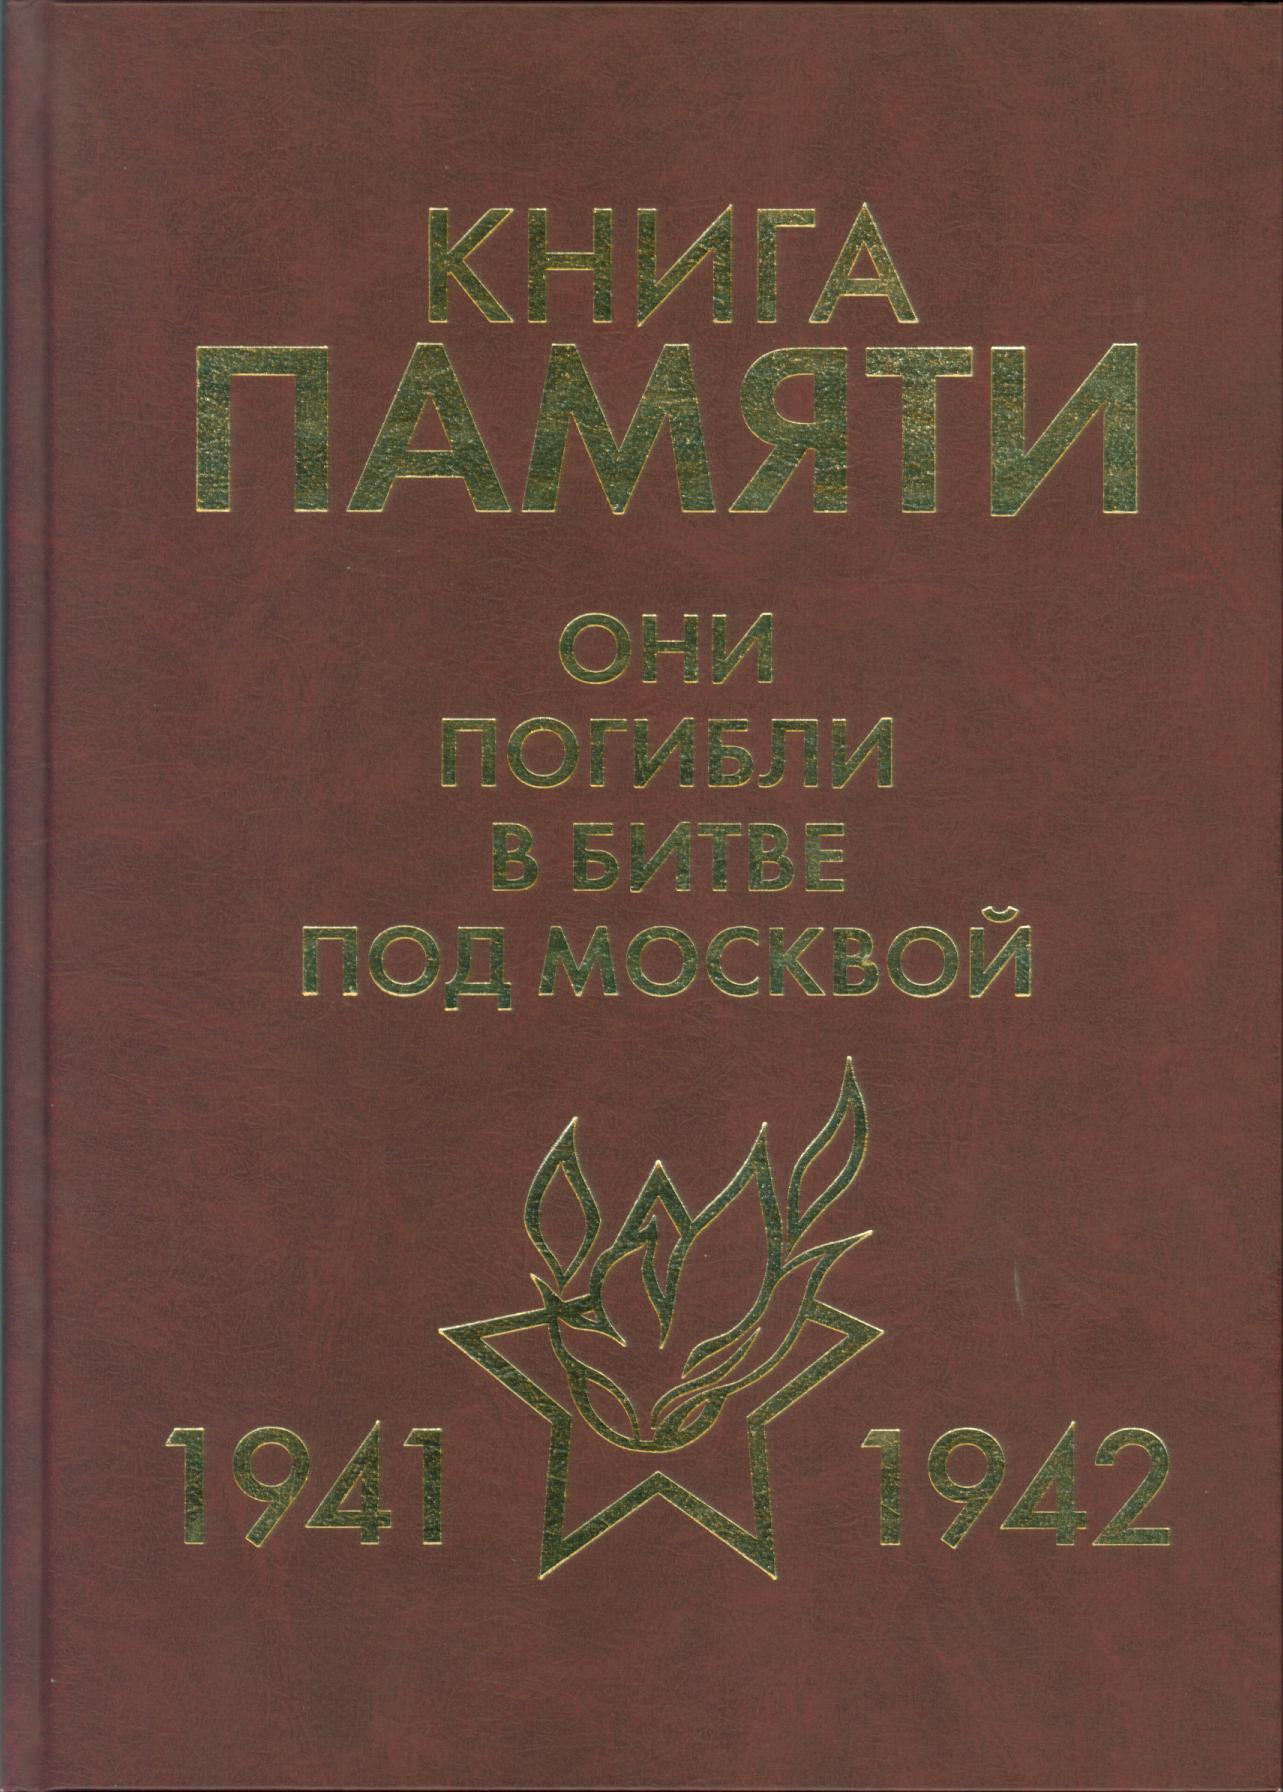 КНИГА
ПАМЯТИ
ОНИ
ПОГИБЛИ
В БИТВЕ
ПОД МОСКВОЙ
1941 1942